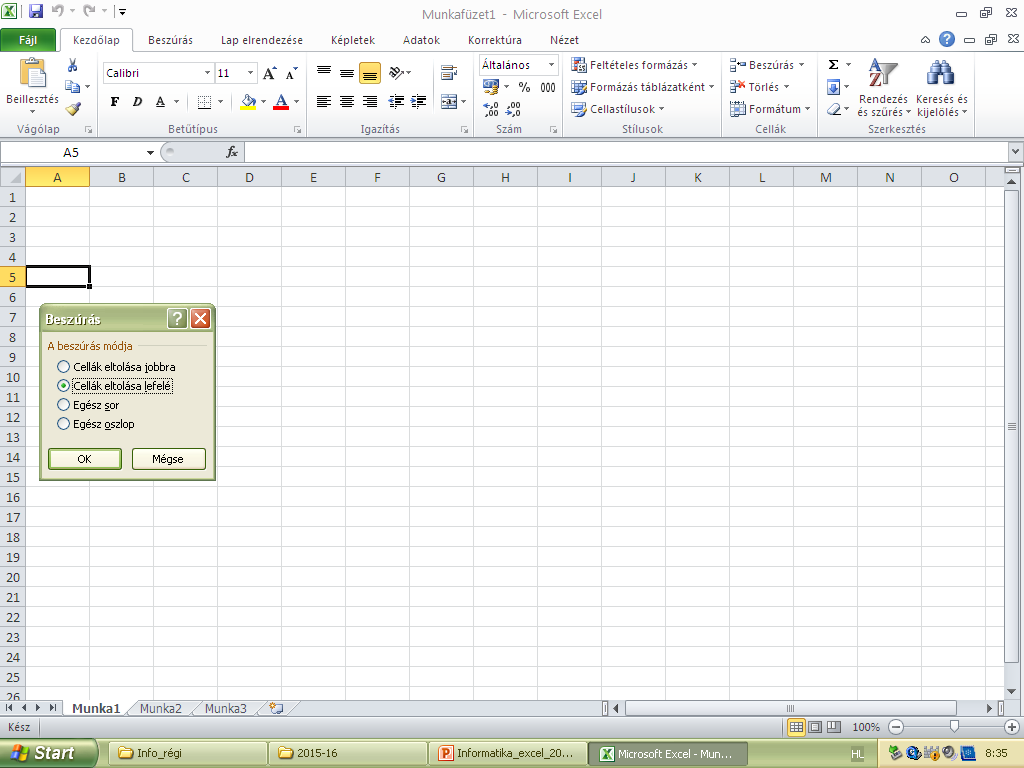 Munkafüzet1 - Microsoft Excel
Fájl Kezdőlap Beszúrás Lap elrendezése Képletek Adatok Korrektúra Nézet
Calibri 11 Általános Feltételes formázás Beszúrás Σ
Beillesztés F D A A % 000 Formázás táblázatként Törlés Rendezés és szűrés Keresés és kijelölés
Cellastílusok Formátum
Vágólap Betűtípus Igazítás Szám Stílusok Cellák Szerkesztés
A5 fx
A B C D E F G H I J K L M N O
1
2
3
4
5
6
7
8
9
10
11
12
13
14
15
16
17
18
19
20
21
22
23
24
25
26
Beszúrás ?
A beszúrás módja
Cellák eltolása jobbra
Cellák eltolása lefelé
Egész sor
Egész oszlop
OK Mégse
Munka1 Munka2 Munka3
Kész 100%
Start Info_régi 2015-16 Informatika_excel_20... Microsoft Excel - Mun... HL 8:35